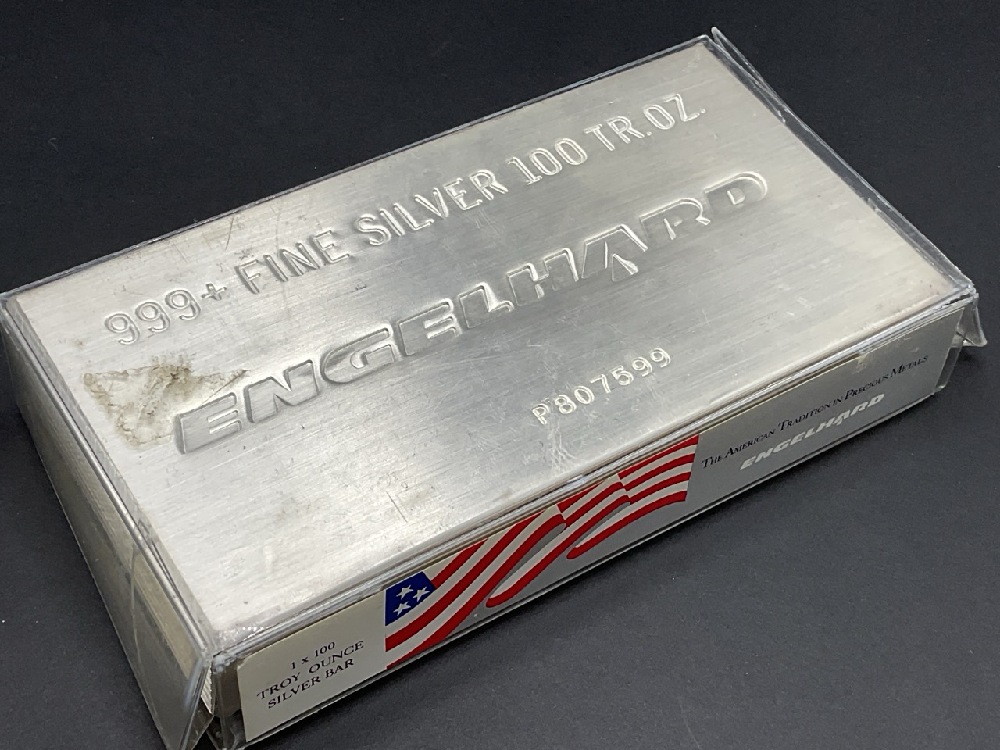 999+ FINE SILVER 100 TR.OZ.
ENGELHARD
P807599
THE AMERICAN TRADITION IN PRECIOUS METALS
ENGELHARD
1 x 100
TROY OUNCE
SILVER BAR